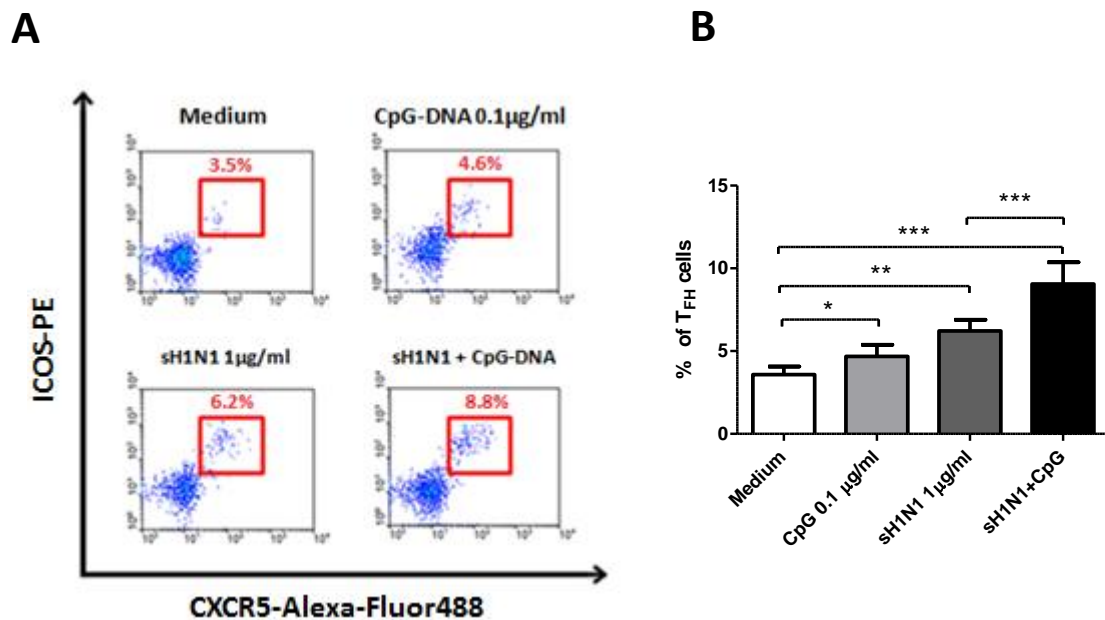 A
B
Medium
CpG-DNA 0.1µg/ml
3.5%
4.6%
sH1N1 1µg/ml
sH1N1 + CpG-DNA
6.2%
8.8%
ICOS-PE
CXCR5-Alexa-Fluor488
% of TFH cells
15
10
5
0
*
**
***
***
Medium
CpG 0.1 µg/ml
sH1N1 1µg/ml
sH1N1+CpG